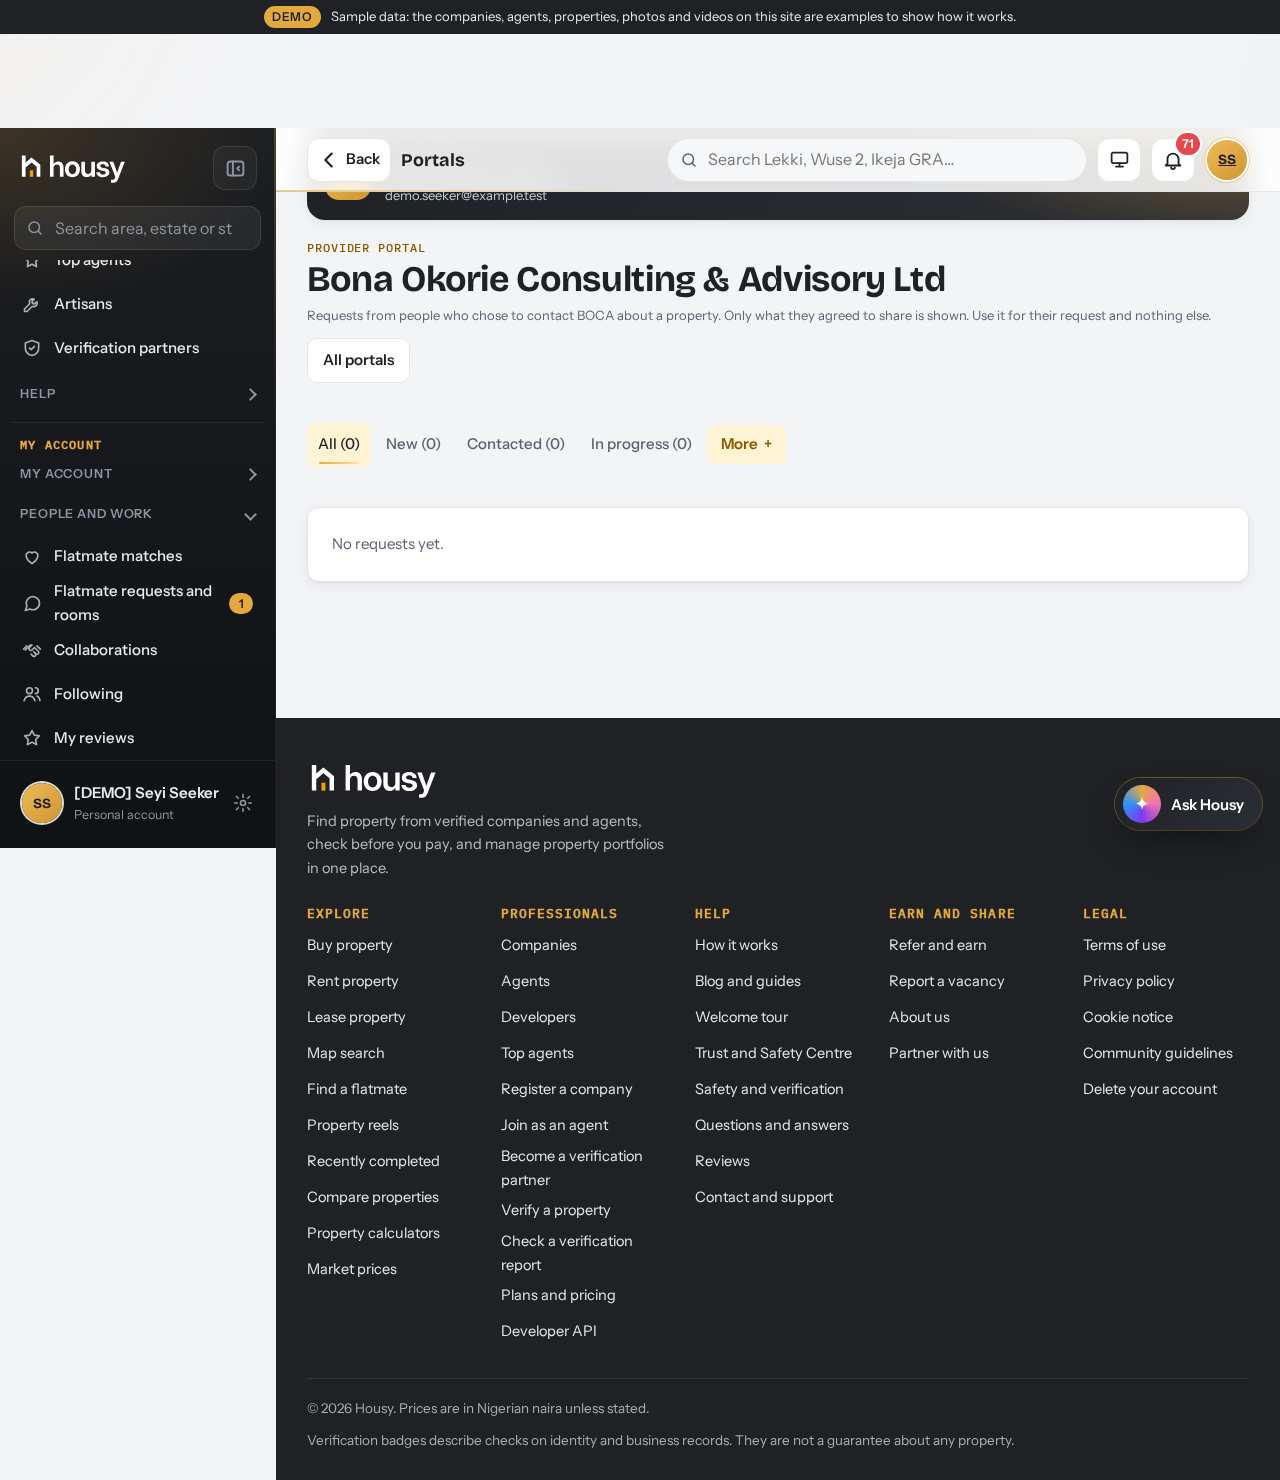 DEMO Sample data: the companies, agents, properties, photos and videos on this site are examples to show how it works.
housy
Search area, estate or st
Top agents
Artisans
Verification partners
HELP
MY ACCOUNT
MY ACCOUNT
PEOPLE AND WORK
Flatmate matches
Flatmate requests and
rooms
1
Collaborations
Following
My reviews
SS
[DEMO] Seyi Seeker
Personal account
Back
Portals
Search Lekki, Wuse 2, Ikeja GRA...
71
SS
demo.seeker@example.test
PROVIDER PORTAL
Bona Okorie Consulting & Advisory Ltd
Requests from people who chose to contact BOCA about a property. Only what they agreed to share is shown. Use it for their request and nothing else.
All portals
All (0)
New (0)
Contacted (0)
In progress (0)
More +
No requests yet.
housy
Find property from verified companies and agents,
check before you pay, and manage property portfolios
in one place.
Ask Housy
EXPLORE
Buy property
Rent property
Lease property
Map search
Find a flatmate
Property reels
Recently completed
Compare properties
Property calculators
Market prices
PROFESSIONALS
Companies
Agents
Developers
Top agents
Register a company
Join as an agent
Become a verification
partner
Verify a property
Check a verification
report
Plans and pricing
Developer API
HELP
How it works
Blog and guides
Welcome tour
Trust and Safety Centre
Safety and verification
Questions and answers
Reviews
Contact and support
EARN AND SHARE
Refer and earn
Report a vacancy
About us
Partner with us
LEGAL
Terms of use
Privacy policy
Cookie notice
Community guidelines
Delete your account
© 2026 Housy. Prices are in Nigerian naira unless stated.
Verification badges describe checks on identity and business records. They are not a guarantee about any property.